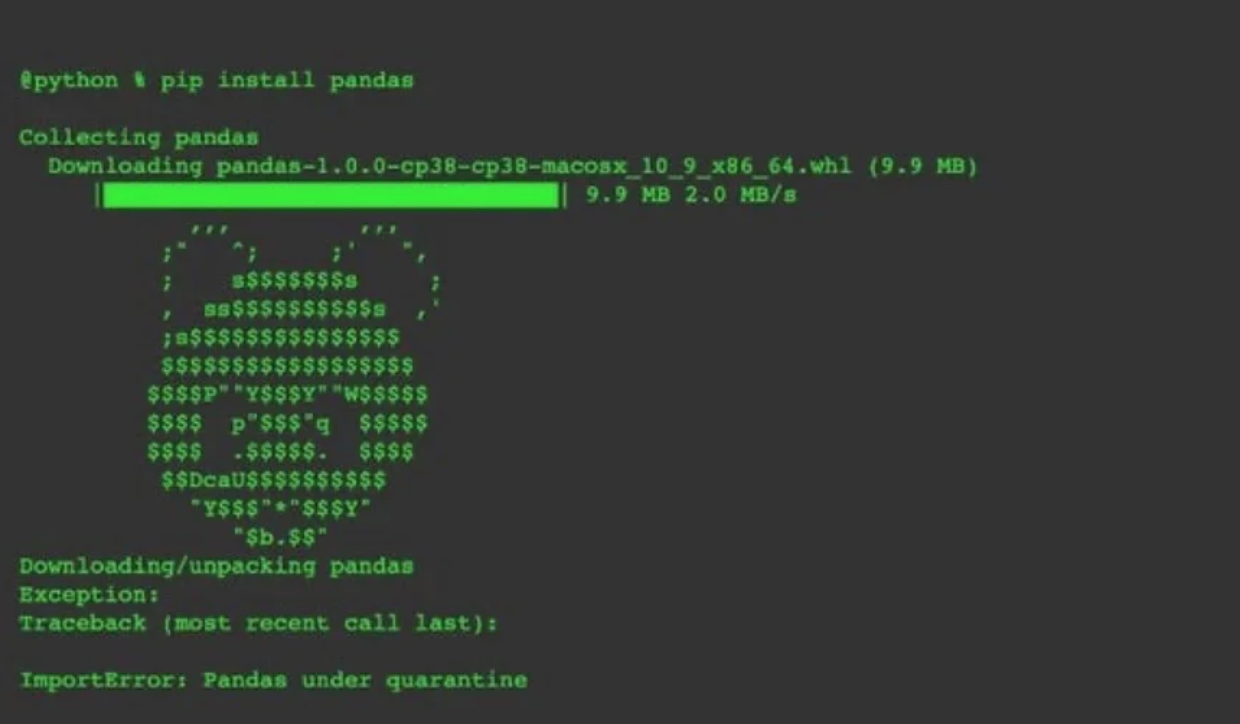 @python % pip install pandas
Collecting pandas
Downloading pandas-1.0.0-cp38-cp38-macosx_10_9_x86_64.whl (9.9 MB)
|████████████████████████████████| 9.9 MB 2.0 MB/s
,,, ,,,
;" ^; ;' ",
; s$$$$$$$s ;
, ss$$$$$$$$$$s ,'
;s$$$$$$$$$$$$$$$
$$$$$$$$$$$$$$$$$$
$$$$P""Y$$$Y""W$$$$$
$$$$ p"$$$"q $$$$$
$$$$ .$$$$$. $$$$
$$DcaU$$$$$$$$$$
"Y$$$"*"$$$Y"
"$b.$$"
Downloading/unpacking pandas
Exception:
Traceback (most recent call last):
ImportError: Pandas under quarantine